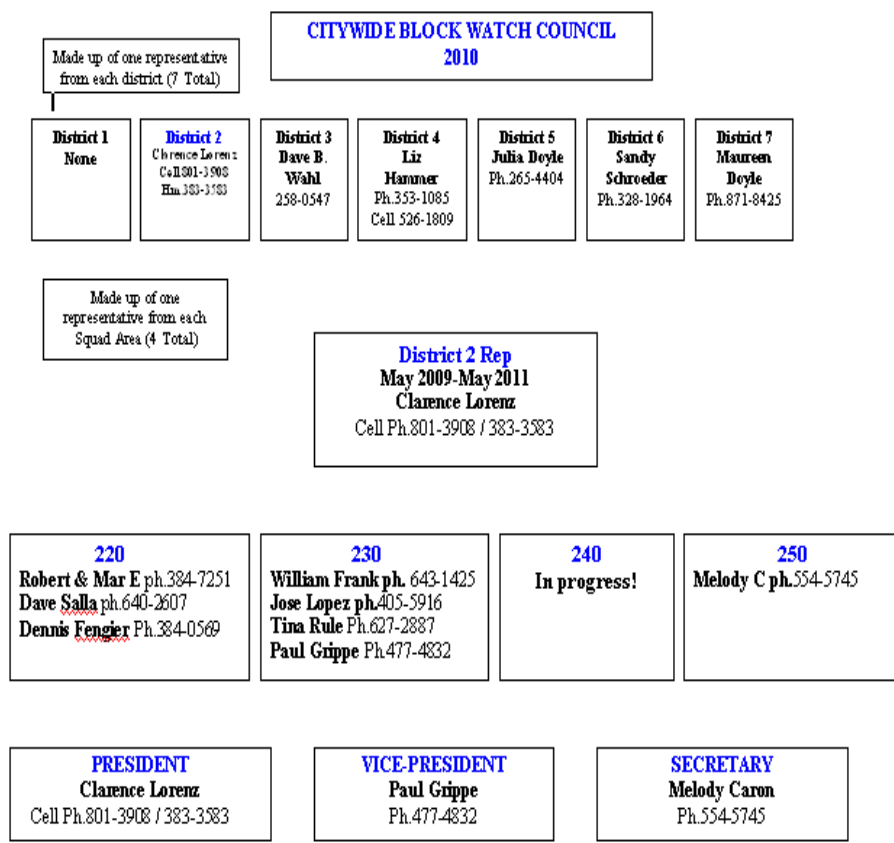 CITYWIDE BLOCK WATCH COUNCIL
2010
Made up of one representative
from each district (7 Total)
District 1
None
District 2
Clarence Lorenz
Cell 801-3908
Hm.383-3583
District 3
Dave B.
Wahl
258-0547
District 4
Liz
Hammer
Ph.353-1085
Cell 526-1809
District 5
Julia Doyle
Ph.265-4404
District 6
Sandy
Schroeder
Ph.328-1964
District 7
Maureen
Doyle
Ph.871-8425
Made up of one
representative from each
Squad Area (4 Total)
District 2 Rep
May 2009-May 2011
Clarence Lorenz
Cell Ph.801-3908 / 383-3583
220
Robert & Mar E ph.384-7251
Dave Salla ph.640-2607
Dennis Fengier Ph.384-0569
230
William Frank ph. 643-1425
Jose Lopez ph.405-5916
Tina Rule Ph.627-2887
Paul Grippe Ph.477-4832
240
In progress!
250
Melody C ph.554-5745
PRESIDENT
Clarence Lorenz
Cell Ph.801-3908 / 383-3583
VICE-PRESIDENT
Paul Grippe
Ph.477-4832
SECRETARY
Melody Caron
Ph.554-5745